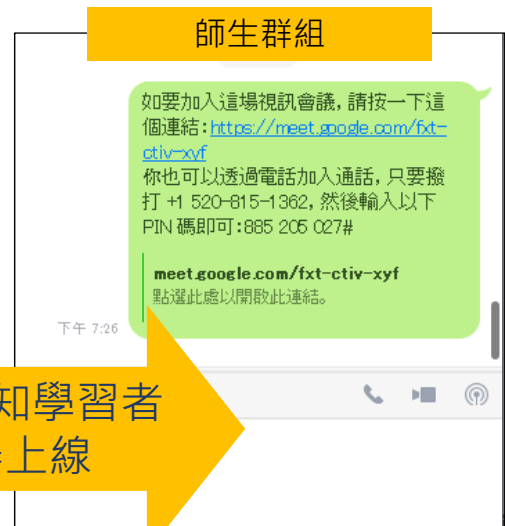 師生群組
如要加入這場視訊會議，請按一下這
個連結：https://meet.google.com/fxt-
ctiv-xyf
你也可以透過電話加入通話，只要撥
打 +1 520-815-1362，然後輸入以下
PIN 碼即可：885 205 027#
meet.google.com/fxt-ctiv-xyf
點選此處以開啟此連結。
下午 7:26
知學習者
上線